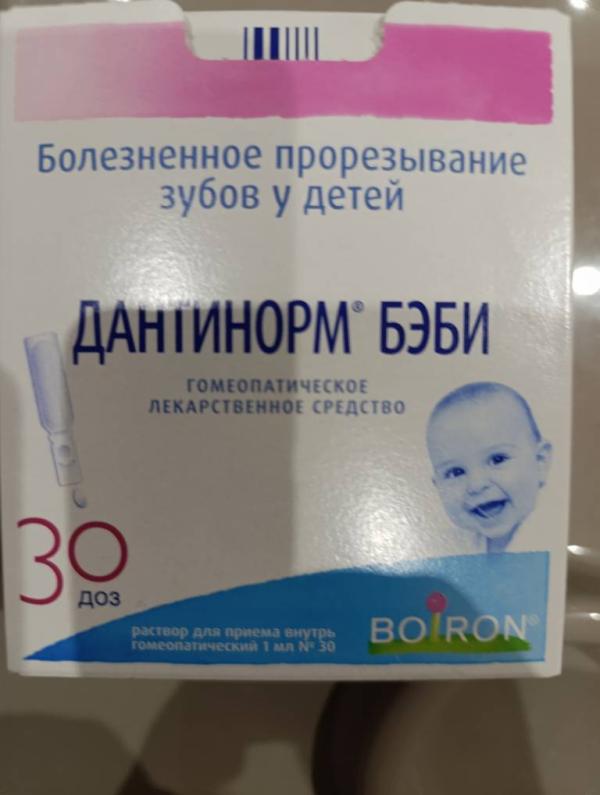 Болезненное прорезывание
зубов у детей
ДАНТИНОРМ® БЭБИ
ГОМЕОПАТИЧЕСКОЕ
ЛЕКАРСТВЕННОЕ СРЕДСТВО
30
ДОЗ
раствор для приема внутрь
гомеопатический 1 мл № 30
BOIRON®